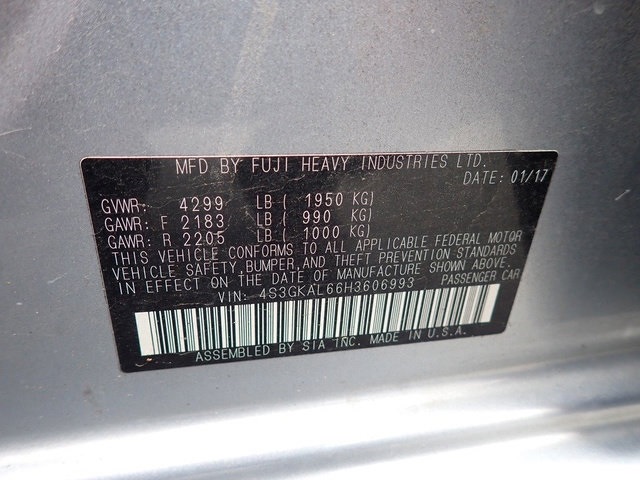 MFD BY FUJI HEAVY INDUSTRIES LTD.
DATE: 01/17
GVWR: 4299 LB ( 1950 KG)
GAWR: F 2183 LB ( 990 KG)
GAWR: R 2205 LB ( 1000 KG)
THIS VEHICLE CONFORMS TO ALL APPLICABLE FEDERAL MOTOR
VEHICLE SAFETY, BUMPER, AND THEFT PREVENTION STANDARDS
IN EFFECT ON DATE OF MANUFACTURE SHOWN ABOVE.
VIN: 4S3GKAL66H3606993 PASSENGER CAR
ASSEMBLED BY SIA INC. MADE IN U.S.A.